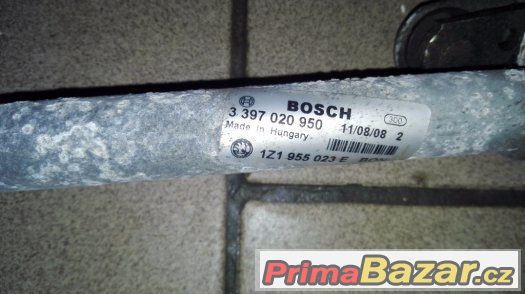 BOSCH
3 397 020 950 11/08/08 2
Made in Hungary
1Z1 955 023 E
PrimaBazar.cz